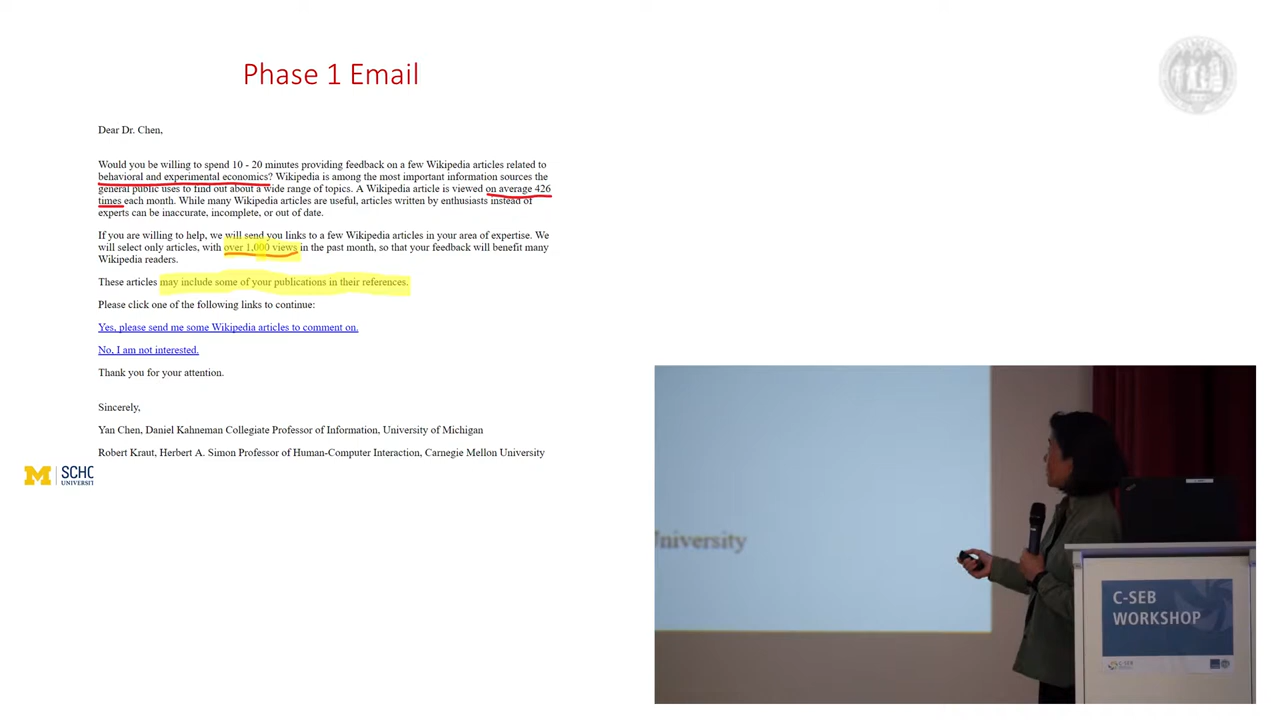 Phase 1 Email
Dear Dr. Chen,
Would you be willing to spend 10 - 20 minutes providing feedback on a few Wikipedia articles related to
behavioral and experimental economics? Wikipedia is among the most important information sources the
general public uses to find out about a wide range of topics. A Wikipedia article is viewed on average 426
times each month. While many Wikipedia articles are useful, articles written by enthusiasts instead of
experts can be inaccurate, incomplete, or out of date.
If you are willing to help, we will send you links to a few Wikipedia articles in your area of expertise. We
will select only articles, with over 1,000 views in the past month, so that your feedback will benefit many
Wikipedia readers.
These articles may include some of your publications in their references.
Please click one of the following links to continue:
Yes, please send me some Wikipedia articles to comment on.
No, I am not interested.
Thank you for your attention.
Sincerely,
Yan Chen, Daniel Kahneman Collegiate Professor of Information, University of Michigan
Robert Kraut, Herbert A. Simon Professor of Human-Computer Interaction, Carnegie Mellon University
M SCHO
UNIVERSIT
University
C-SEB
WORKSHOP
C-SEB